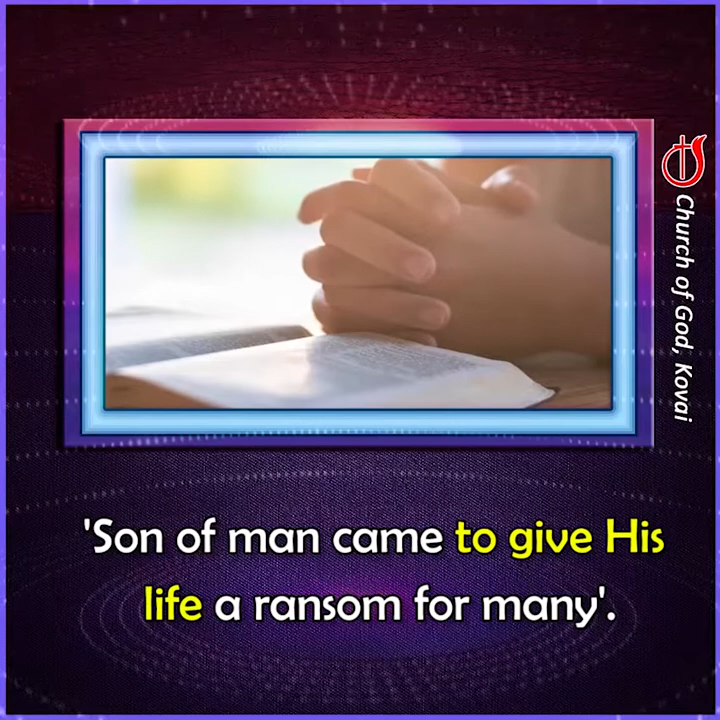 Church of God, Kovai
'Son of man came to give His
life a ransom for many'.